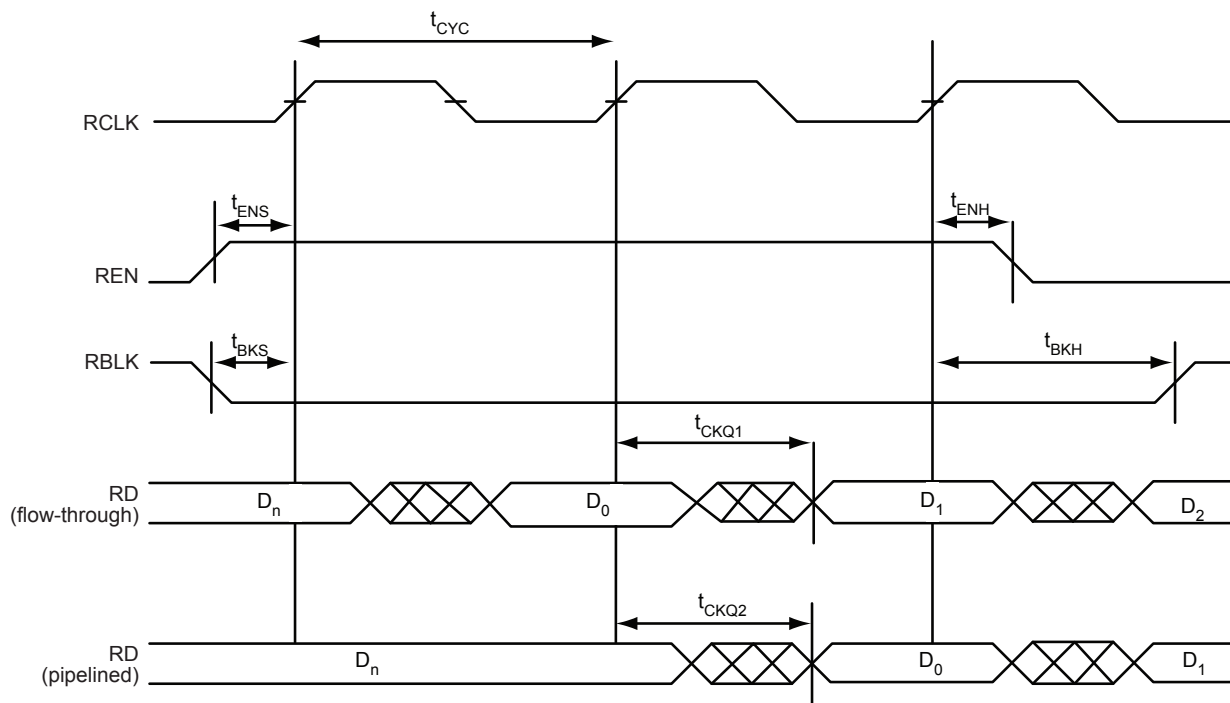 tCYC
RCLK
tENS
tENH
REN
tBKS
tBKH
RBLK
tCKQ1
RD
(flow-through)
Dn
D0
D1
D2
tCKQ2
RD
(pipelined)
Dn
D0
D1